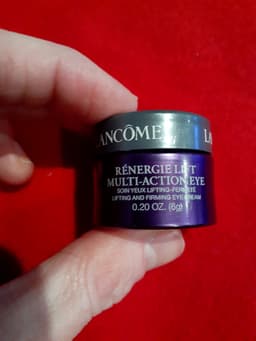 LANCÔME LA
RÉNERGIE LIFT
MULTI-ACTION EYE
SOIN YEUX LIFTING-FERMETÉ
LIFTING AND FIRMING EYE CREAM
0.20 OZ. (6g)